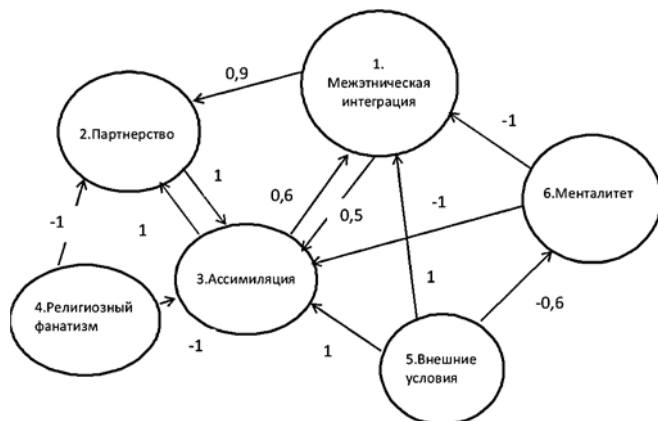 1.
Межэтническая
интеграция
0,9
2.Партнерство
-1
6.Менталитет
1
0,6
0,5
-1
-1
1
3.Ассимиляция
4.Религиозный
фанатизм
1
-0,6
-1
1
5.Внешние
условия